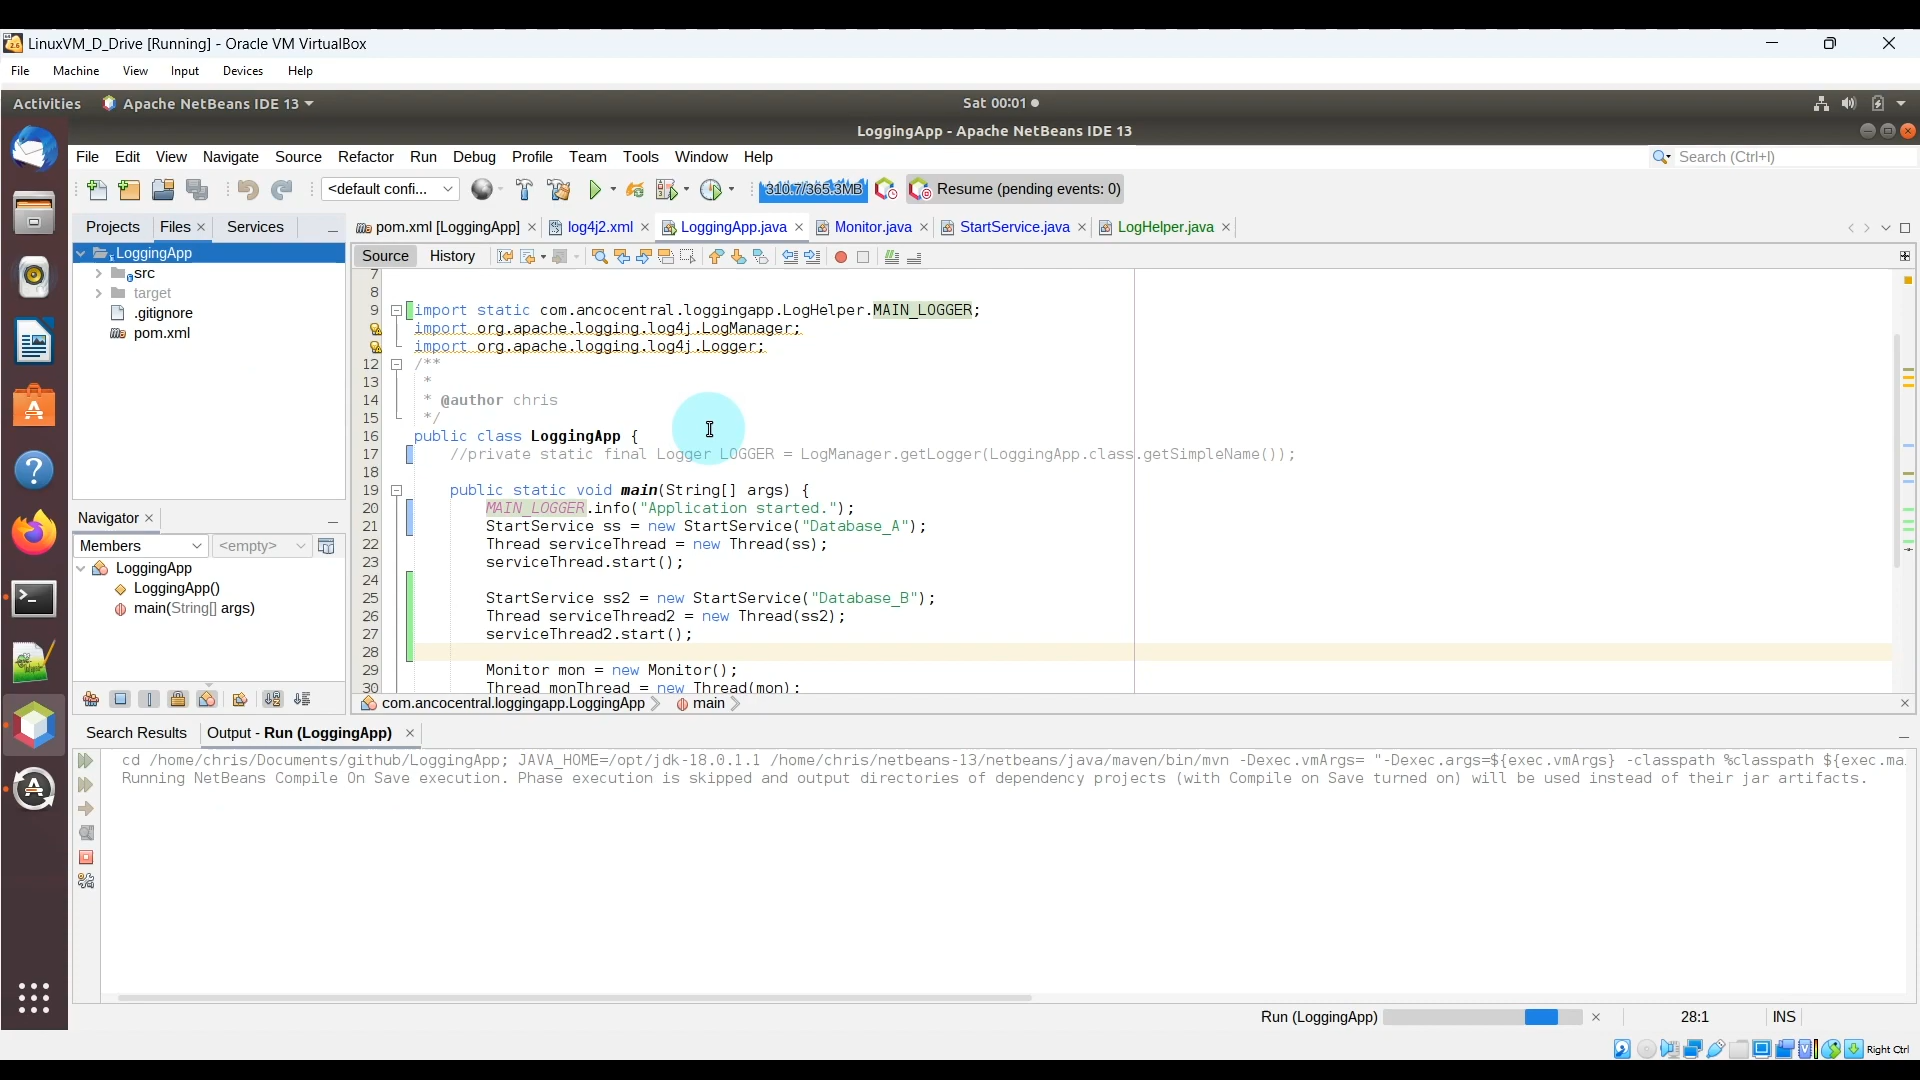 LinuxVM_D_Drive [Running] - Oracle VM VirtualBox
File Machine View Input Devices Help
Activities Apache NetBeans IDE 13 Sat 00:01
LoggingApp - Apache NetBeans IDE 13
File Edit View Navigate Source Refactor Run Debug Profile Team Tools Window Help Search (Ctrl+I)
<default confi... 310.7/365.3MB Resume (pending events: 0)
Projects Files Services
pom.xml [LoggingApp] log4j2.xml LoggingApp.java Monitor.java StartService.java LogHelper.java
LoggingApp
src
target
.gitignore
pom.xml
Source History
7
8
9 import static com.ancocentral.loggingapp.LogHelper.MAIN_LOGGER;
import org.apache.logging.log4j.LogManager;
import org.apache.logging.log4j.Logger;
12 /**
13 *
14 * @author chris
15 */
16 public class LoggingApp {
17 //private static final Logger LOGGER = LogManager.getLogger(LoggingApp.class.getSimpleName());
18
19 public static void main(String[] args) {
20 MAIN_LOGGER.info("Application started.");
21 StartService ss = new StartService("Database_A");
22 Thread serviceThread = new Thread(ss);
23 serviceThread.start();
24
25 StartService ss2 = new StartService("Database_B");
26 Thread serviceThread2 = new Thread(ss2);
27 serviceThread2.start();
28
29 Monitor mon = new Monitor();
30 Thread monThread = new Thread(mon);
Navigator
Members <empty>
LoggingApp
LoggingApp()
main(String[] args)
com.ancocentral.loggingapp.LoggingApp main
Search Results Output - Run (LoggingApp)
cd /home/chris/Documents/github/LoggingApp; JAVA_HOME=/opt/jdk-18.0.1.1 /home/chris/netbeans-13/netbeans/java/maven/bin/mvn -Dexec.vmArgs= "-Dexec.args=${exec.vmArgs} -classpath %classpath ${exec.ma
Running NetBeans Compile On Save execution. Phase execution is skipped and output directories of dependency projects (with Compile on Save turned on) will be used instead of their jar artifacts.
Run (LoggingApp) 28:1 INS
Right Ctrl